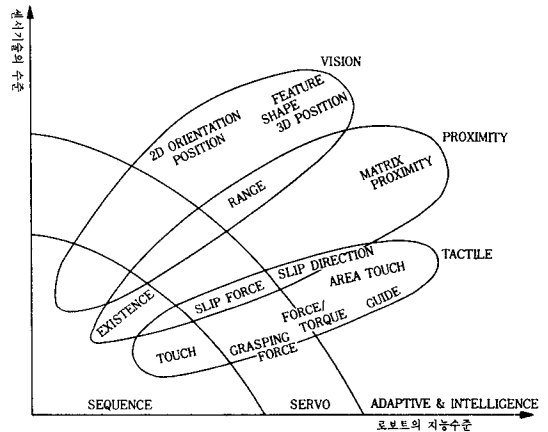 센서기술의 수준
VISION
FEATURE
SHAPE
3D POSITION
2D ORIENTATION
POSITION
PROXIMITY
MATRIX
PROXIMITY
RANGE
TACTILE
SLIP DIRECTION
AREA TOUCH
SLIP FORCE
EXISTENCE
FORCE/
TORQUE
GUIDE
GRASPING
FORCE
TOUCH
SEQUENCE
SERVO
ADAPTIVE & INTELLIGENCE
로보트의 지능수준